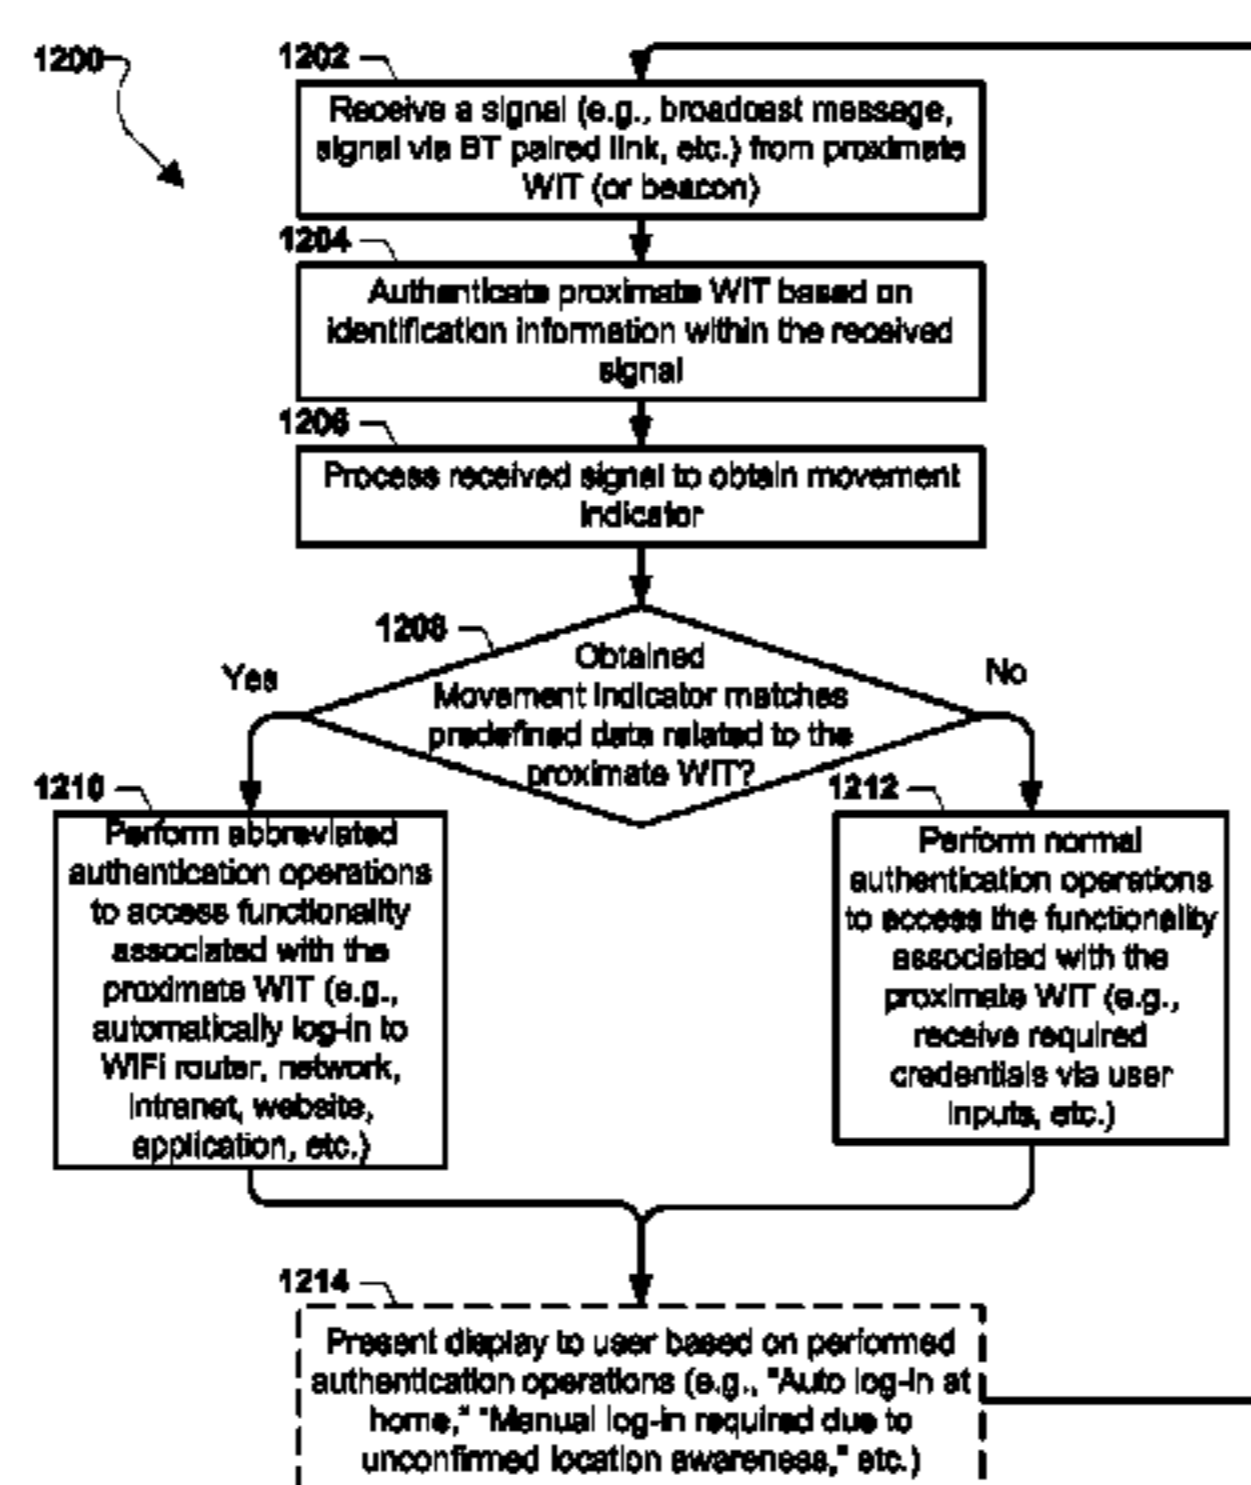 1200
1202
Receive a signal (e.g., broadcast message,
signal via BT paired link, etc.) from proximate
WIT (or beacon)
1204
Authenticate proximate WIT based on
identification information within the received
signal
1206
Process received signal to obtain movement
indicator
1208
Obtained
Movement indicator matches
predefined data related to the
proximate WIT?
Yes
No
1210
Perform abbreviated
authentication operations
to access functionality
associated with the
proximate WIT (e.g.,
automatically log-in to
WiFi router, network,
intranet, website,
application, etc.)
1212
Perform normal
authentication operations
to access the functionality
associated with the
proximate WIT (e.g.,
receive required
credentials via user
inputs, etc.)
1214
Present display to user based on performed
authentication operations (e.g., "Auto log-in at
home," "Manual log-in required due to
unconfirmed location awareness," etc.)